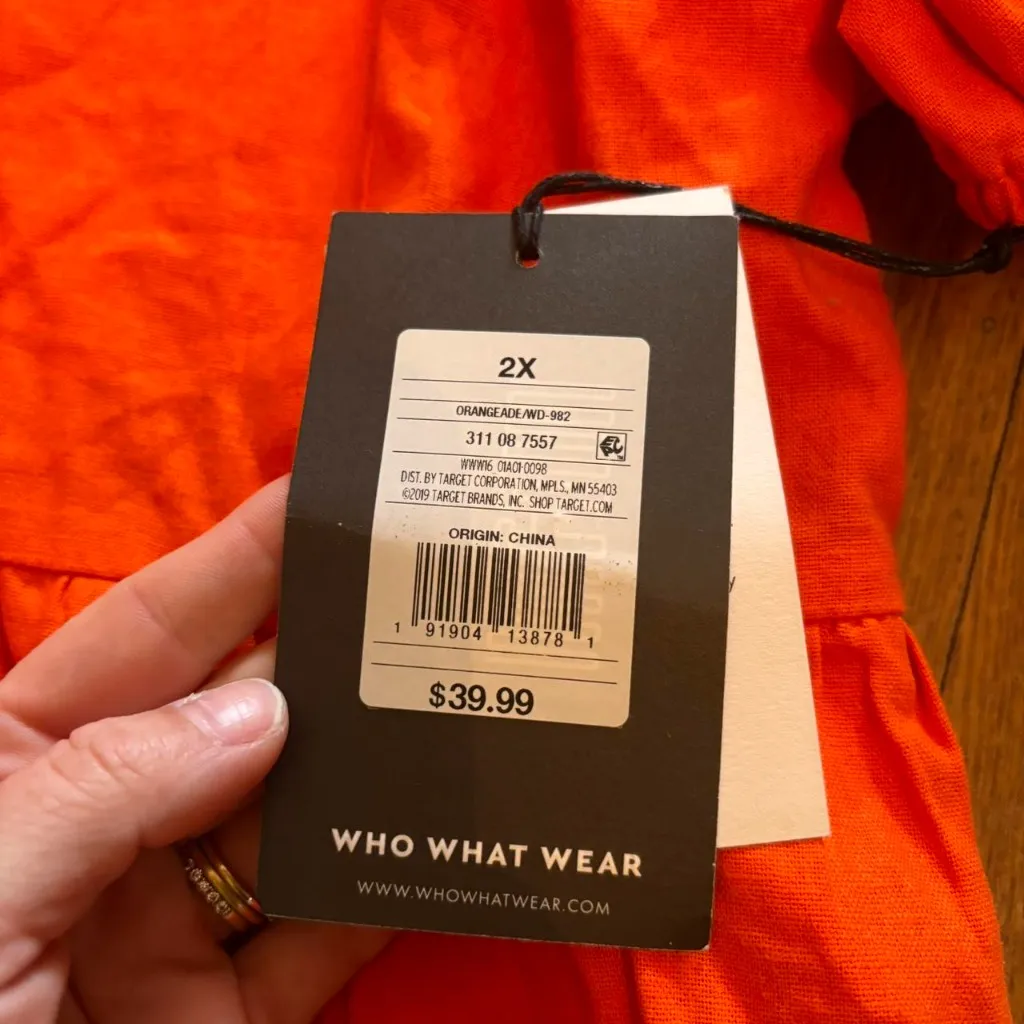 2X
ORANGEADE/WD-982
311 08 7557
WWW16 01A01 0098
DIST. BY TARGET CORPORATION, MPLS., MN 55403
©2019 TARGET BRANDS, INC. SHOP TARGET.COM
ORIGIN: CHINA
1 91904 13878 1
$39.99
WHO WHAT WEAR
WWW.WHOWHATWEAR.COM